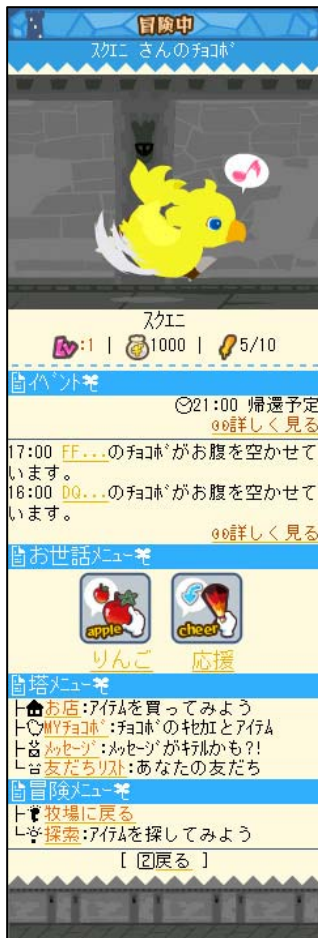 冒険中
スクエニ さんのチョコボ
スクエニ
Lv:1 | 1000 | 5/10
イベント
21:00 帰還予定
詳しく見る
17:00 FF...のチョコボがお腹を空かせて
います。
16:00 DQ...のチョコボがお腹を空かせて
います。
詳しく見る
お世話メニュー
apple cheer
りんご 応援
塔メニュー
├お店:アイテムを買ってみよう
├MYチョコボ:チョコボのキセカエとアイテム
├メッセージ:メッセージがキテルかも?!
└友だちリスト:あなたの友だち
冒険メニュー
├牧場に戻る
└探索:アイテムを探してみよう
[ 2戻る ]